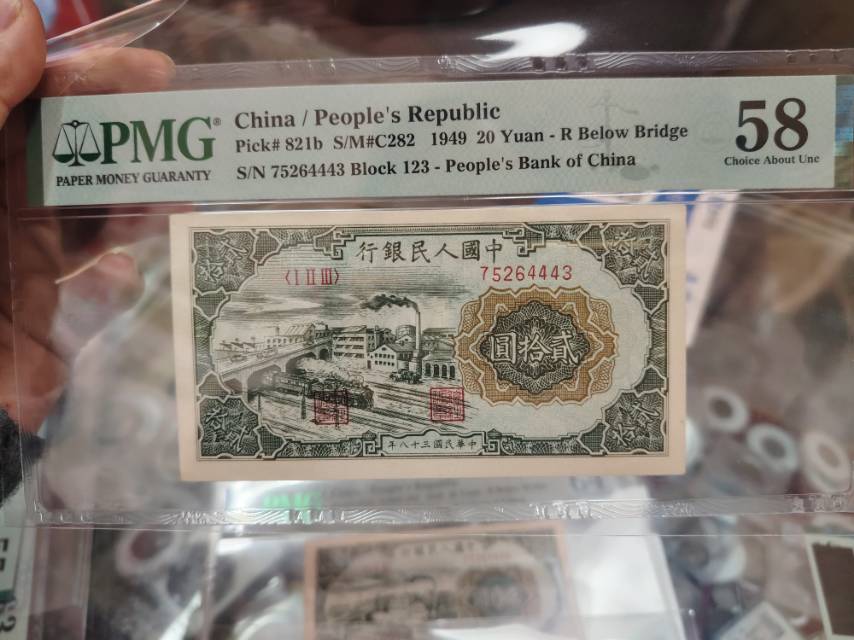 PMG®
PAPER MONEY GUARANTY
China / People's Republic
Pick# 821b S/M#C282 1949 20 Yuan - R Below Bridge
S/N 75264443 Block 123 - People's Bank of China
58
Choice About Unc
行銀民人國中
〈I II III〉
75264443
圓拾貳
年八十三國民華中
PMG